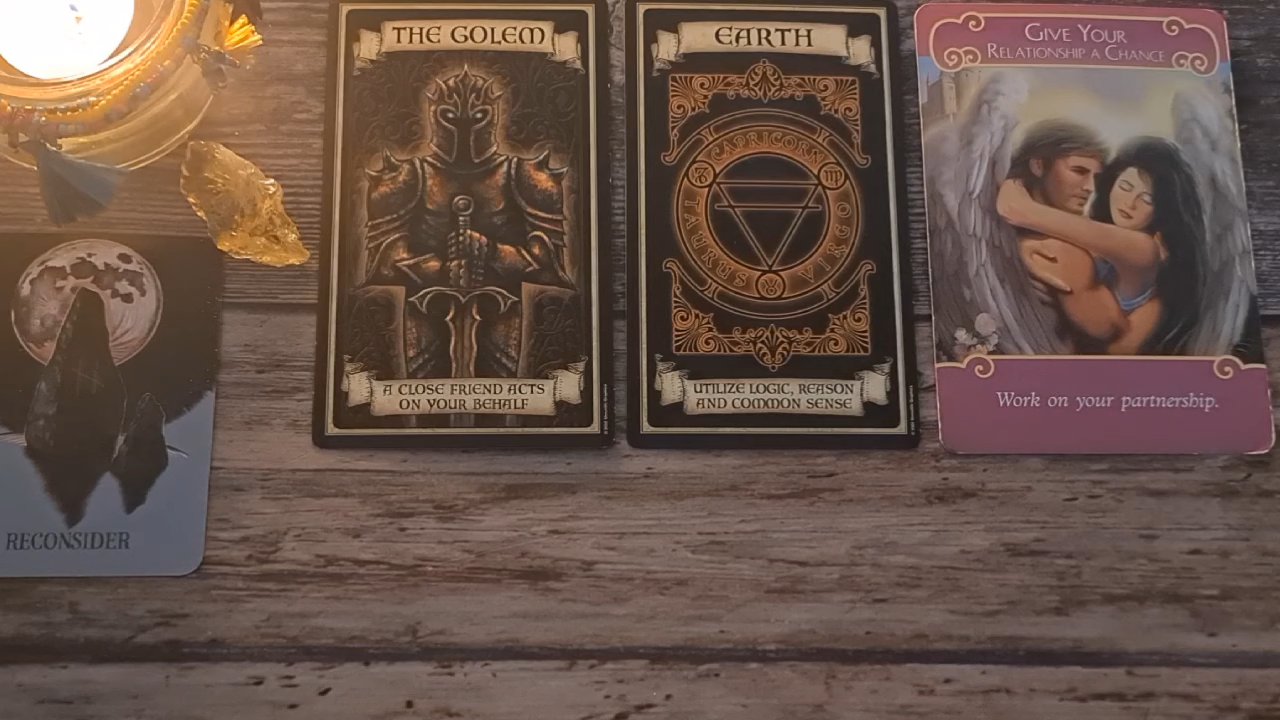 THE GOLEM
A CLOSE FRIEND ACTS
ON YOUR BEHALF
EARTH
CAPRICORN
TAURUS
VIRGO
UTILIZE LOGIC, REASON
AND COMMON SENSE
GIVE YOUR
RELATIONSHIP A CHANCE
Work on your partnership.
RECONSIDER